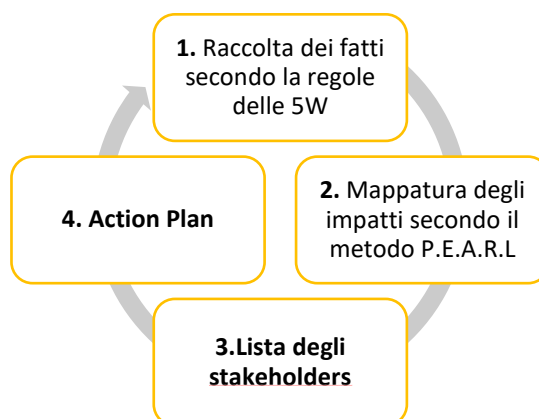 1. Raccolta dei fatti
secondo la regole
delle 5W
2. Mappatura degli
impatti secondo il
metodo P.E.A.R.L
3.Lista degli
stakeholders
4. Action Plan